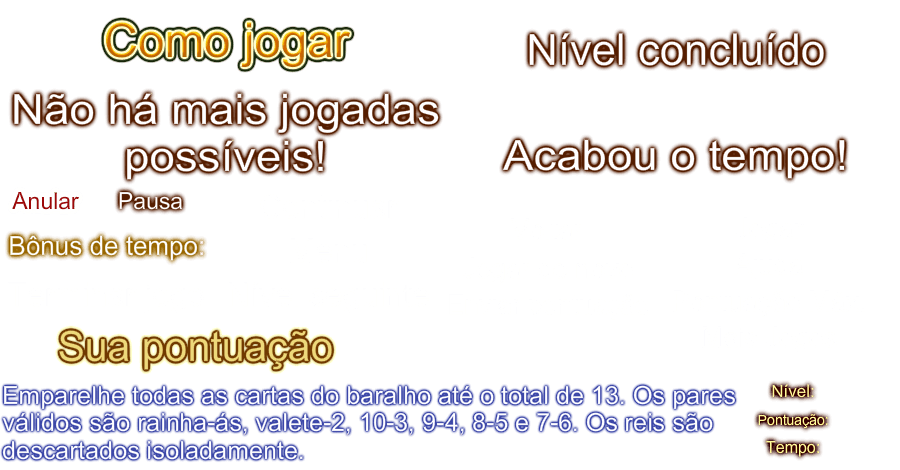 Como jogar
Nível concluído
Não há mais jogadas
possíveis!
Acabou o tempo!
Anular
Pausa
Bônus de tempo:
Sua pontuação
Emparelhe todas as cartas do baralho até o total de 13. Os pares
válidos são rainha-ás, valete-2, 10-3, 9-4, 8-5 e 7-6. Os reis são
descartados isoladamente.
Nível:
Pontuação:
Tempo: